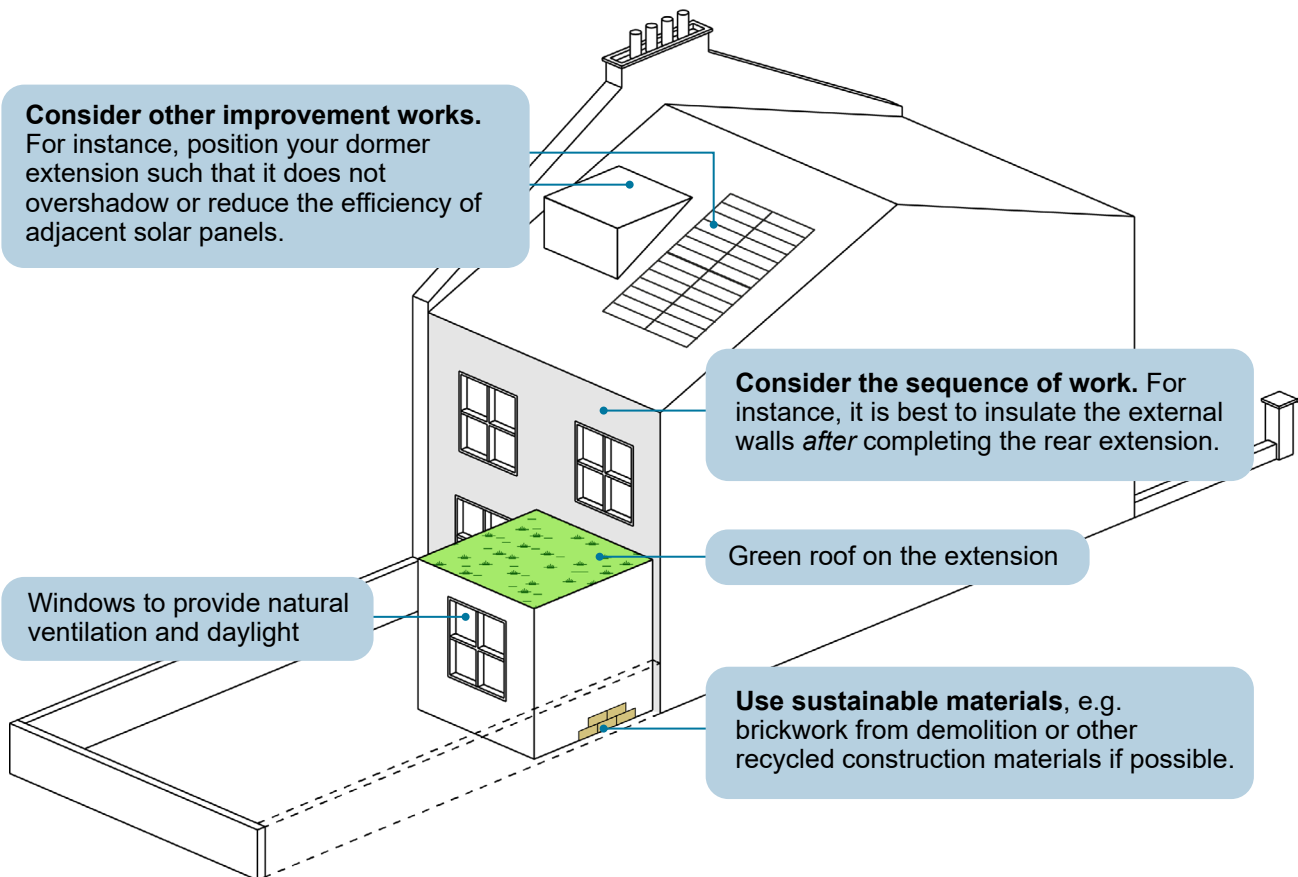 Consider other improvement works.
For instance, position your dormer
extension such that it does not
overshadow or reduce the efficiency of
adjacent solar panels.
Consider the sequence of work. For
instance, it is best to insulate the external
walls after completing the rear extension.
Green roof on the extension
Windows to provide natural
ventilation and daylight
Use sustainable materials, e.g.
brickwork from demolition or other
recycled construction materials if possible.